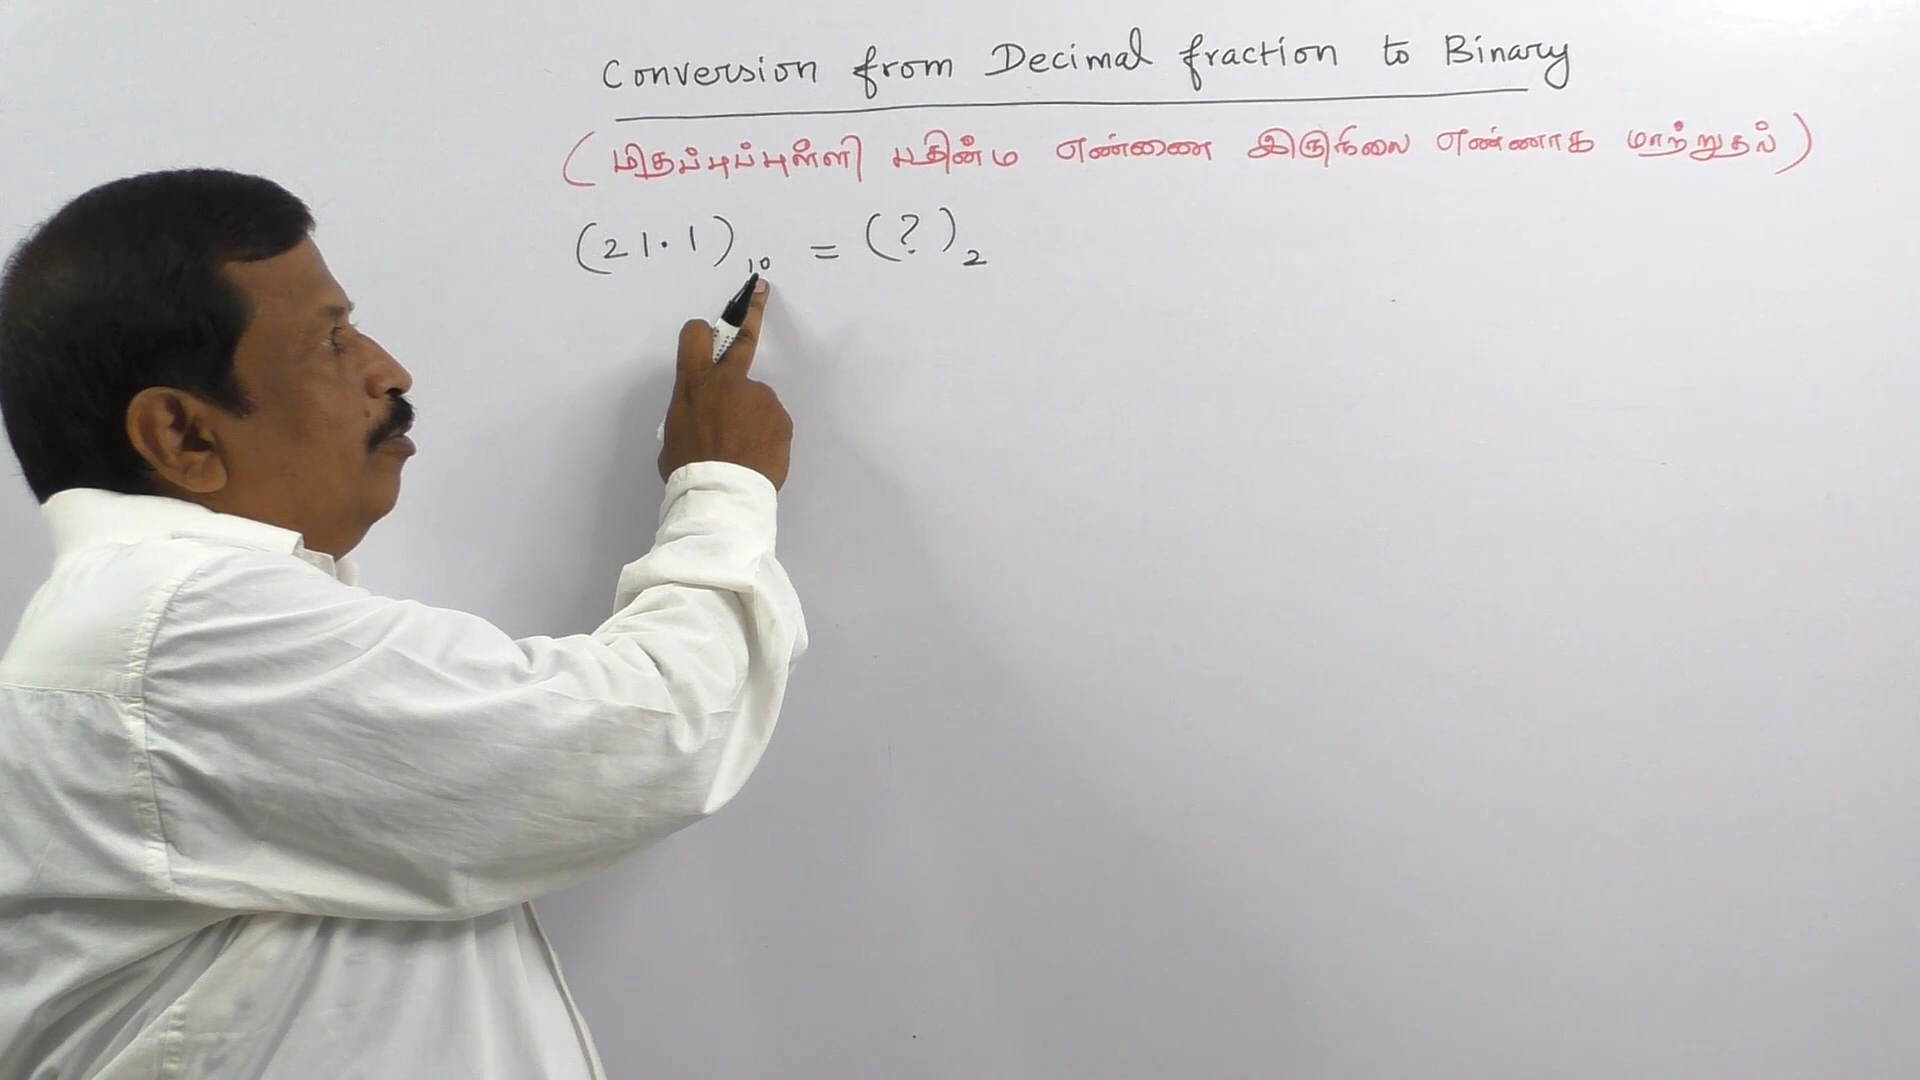 Conversion from Decimal fraction to Binary
(மிதப்புப்புள்ளி பதின்ம எண்ணை இருநிலை எண்ணாக மாற்றுதல்)
(21.1)₁₀ = (?)₂